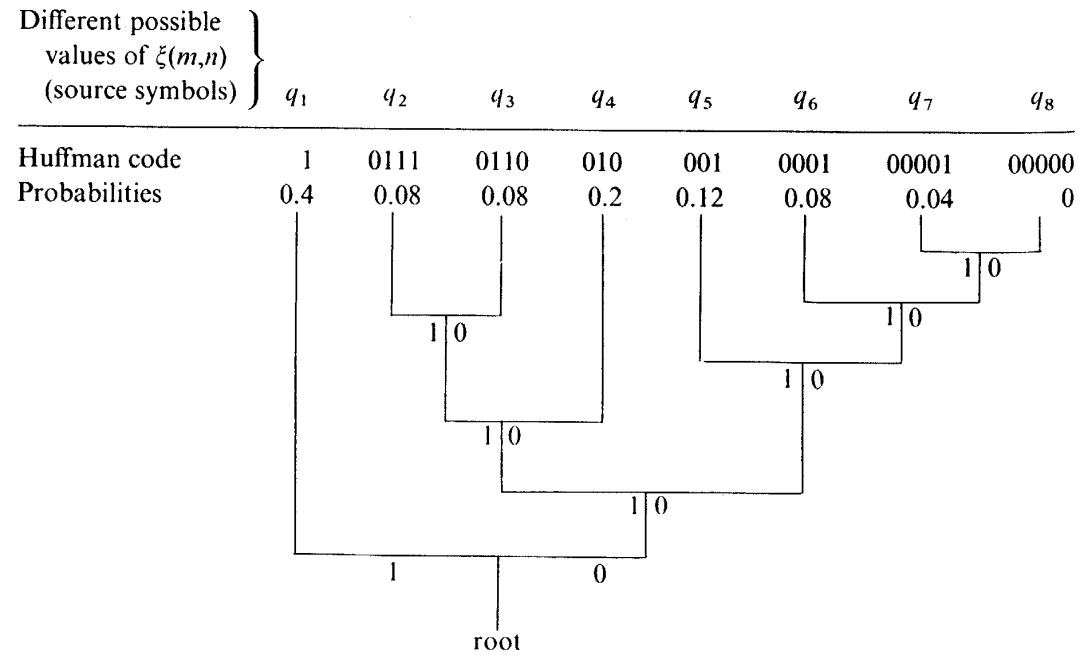 Different possible
values of ξ(m,n)
(source symbols)
q₁ q₂ q₃ q₄ q₅ q₆ q₇ q₈
Huffman code 1 0111 0110 010 001 0001 00001 00000
Probabilities 0.4 0.08 0.08 0.2 0.12 0.08 0.04 0
1 0
1 0
1 0
1 0
1 0
1 0
1 0
root